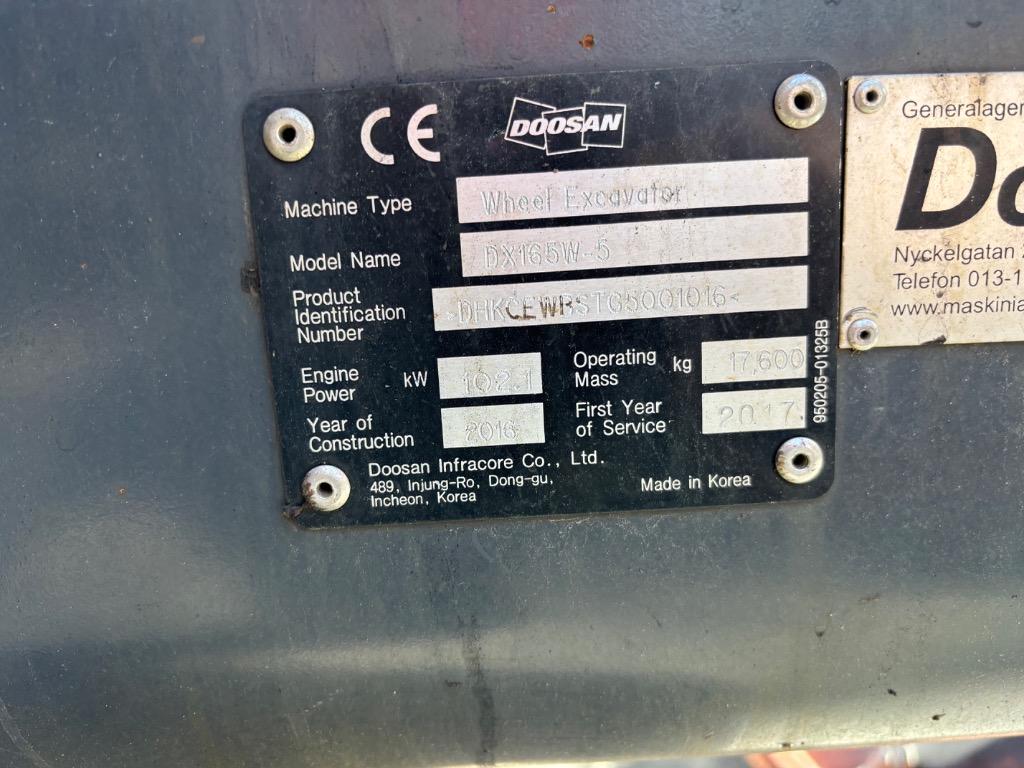 CE DOOSAN
Machine Type Wheel Excavator
Model Name DX165W-5
Product
Identification
Number
>DHKCEWBSTG5001016<
Engine
Power kW 102.1
Operating
Mass kg 17,600
Year of
Construction 2016
First Year
of Service 2017
Doosan Infracore Co., Ltd.
489, Injung-Ro, Dong-gu,
Incheon, Korea
Made in Korea
950205-01325B
Generalagen
Do
Nyckelgatan 2
Telefon 013-1
www.maskinia